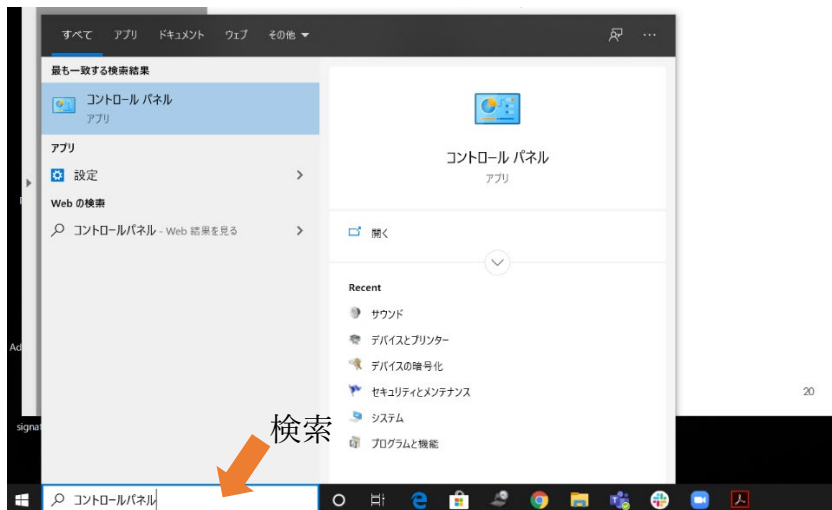 すべて アプリ ドキュメント ウェブ その他
最も一致する検索結果
コントロール パネル
アプリ
アプリ
設定
Web の検索
コントロールパネル - Web 結果を見る
コントロール パネル
アプリ
開く
Recent
サウンド
デバイスとプリンター
デバイスの暗号化
セキュリティとメンテナンス
システム
プログラムと機能
Ad
signat
20
検索
コントロールパネル